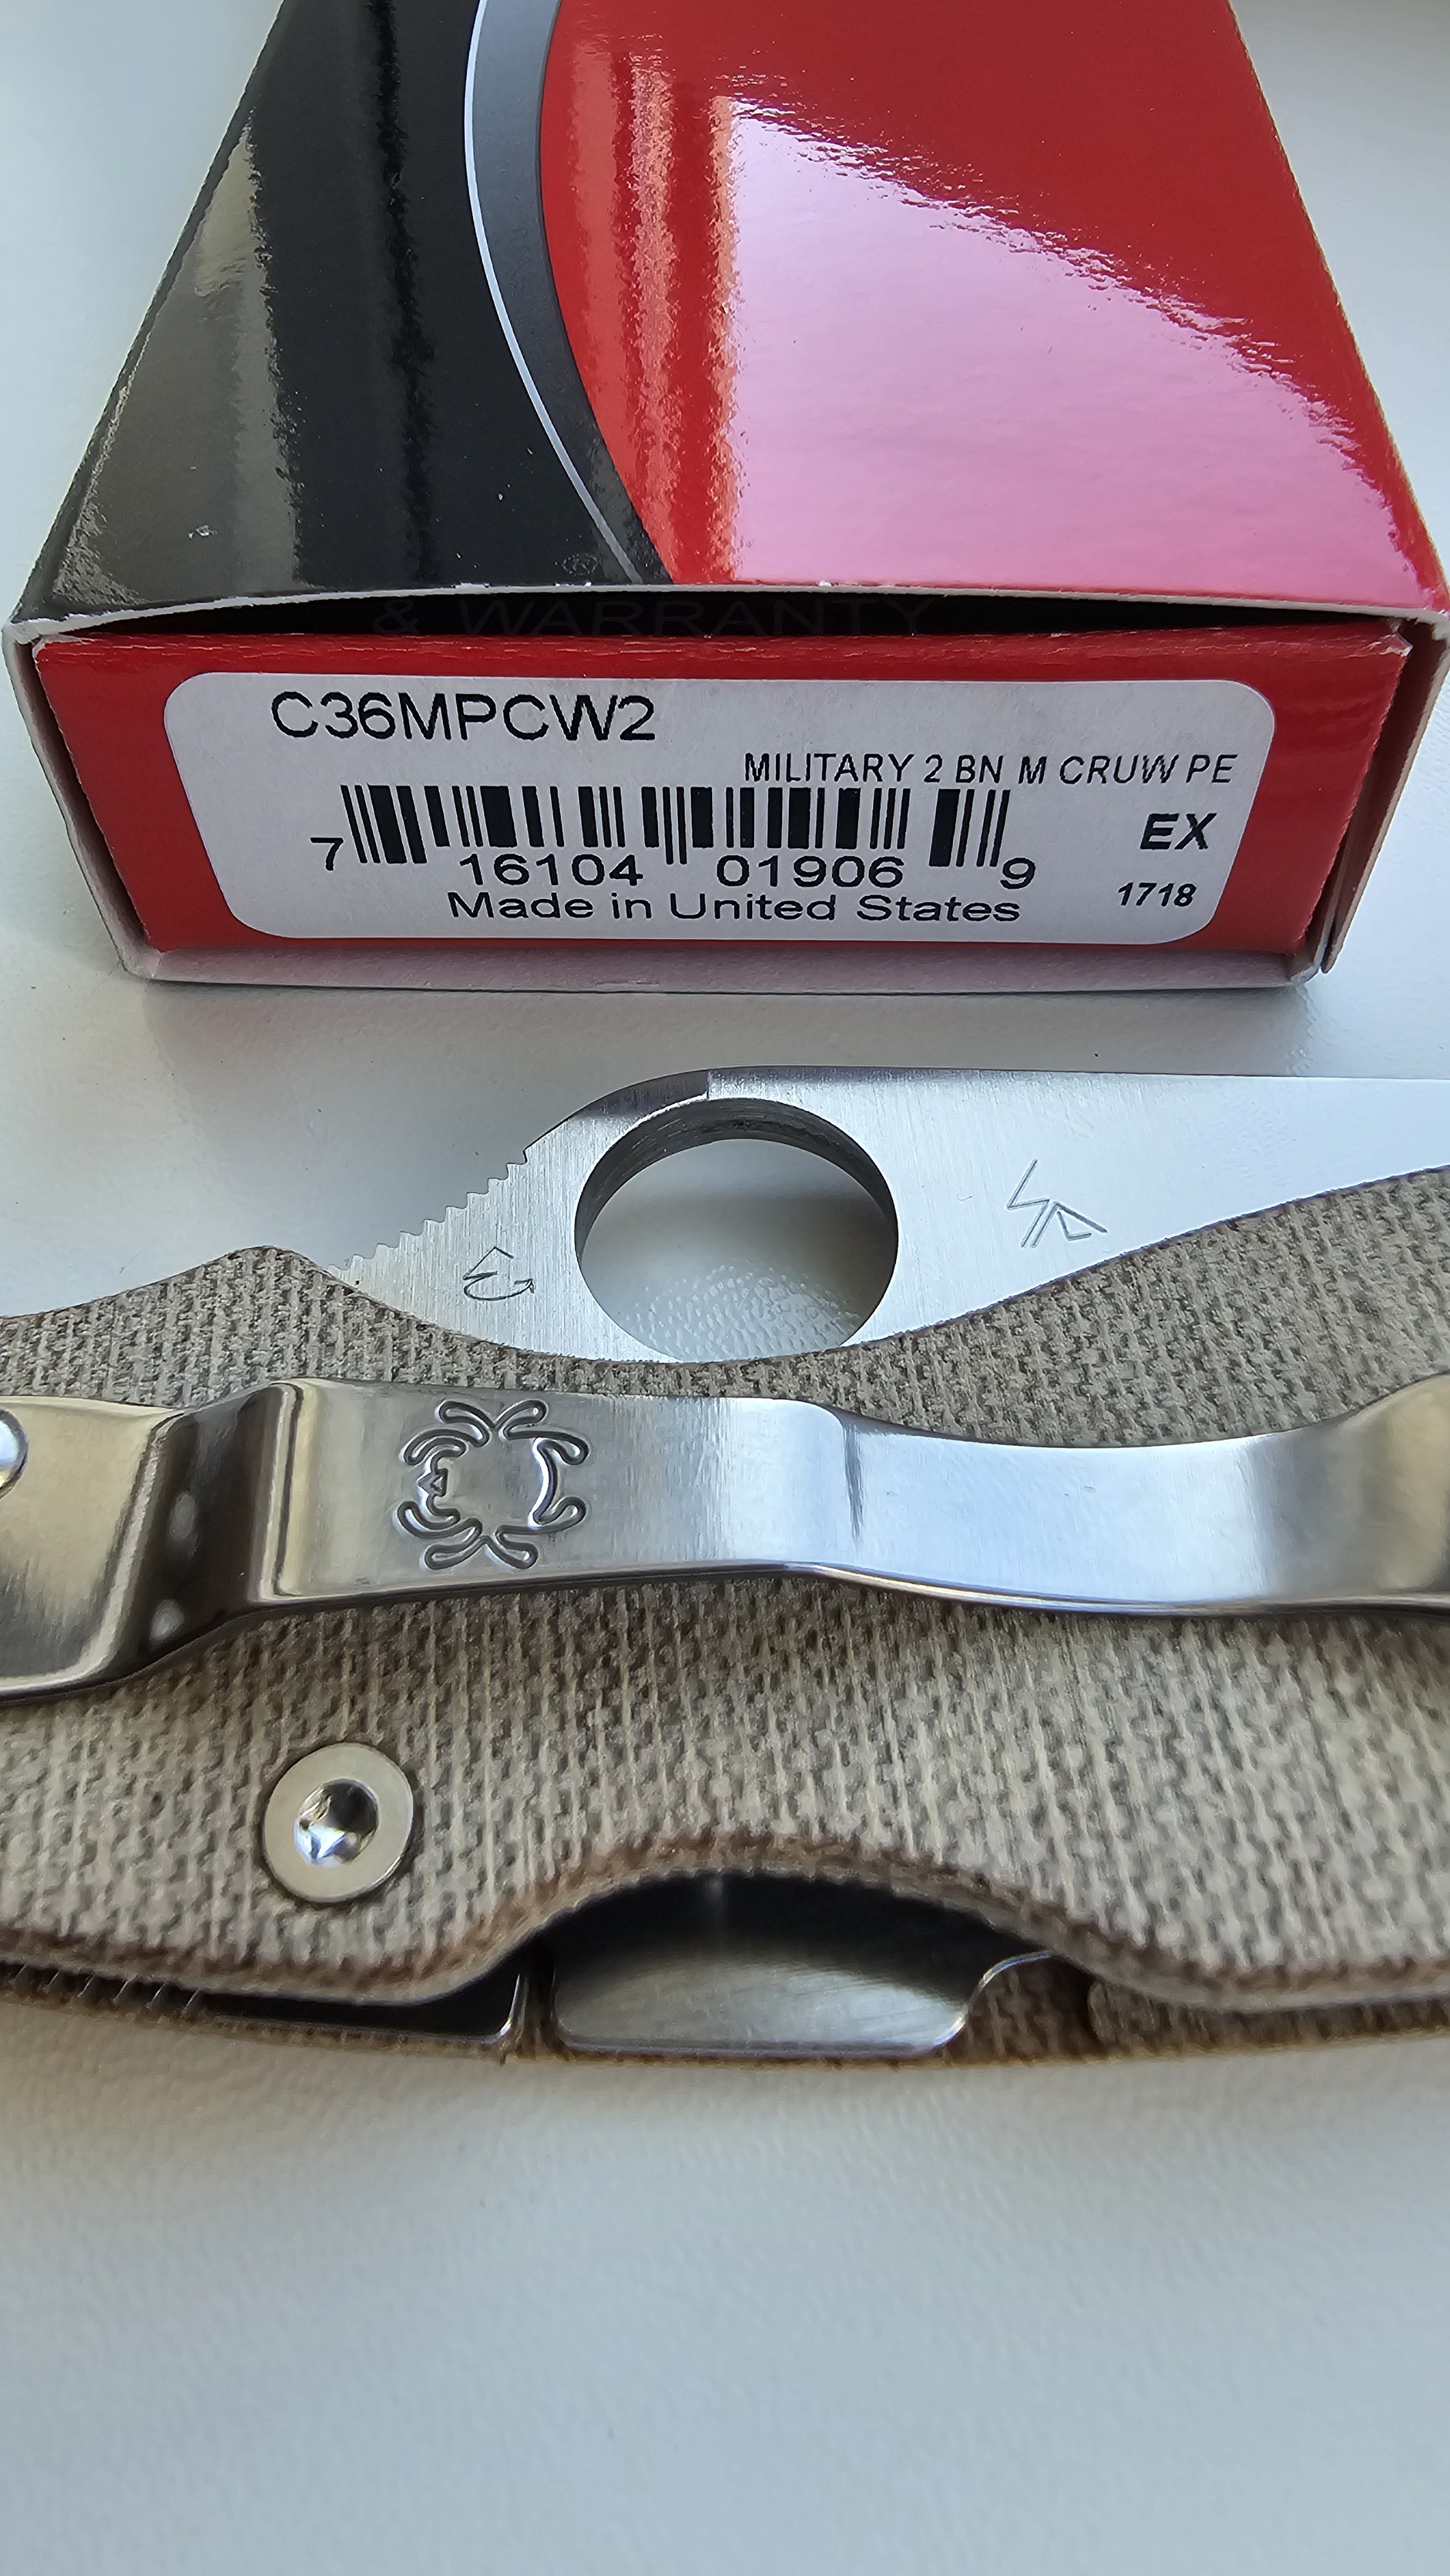 & WARRANTY
C36MPCW2
MILITARY 2 BN M CRUW PE
EX
7 16104 01906 9
1718
Made in United States